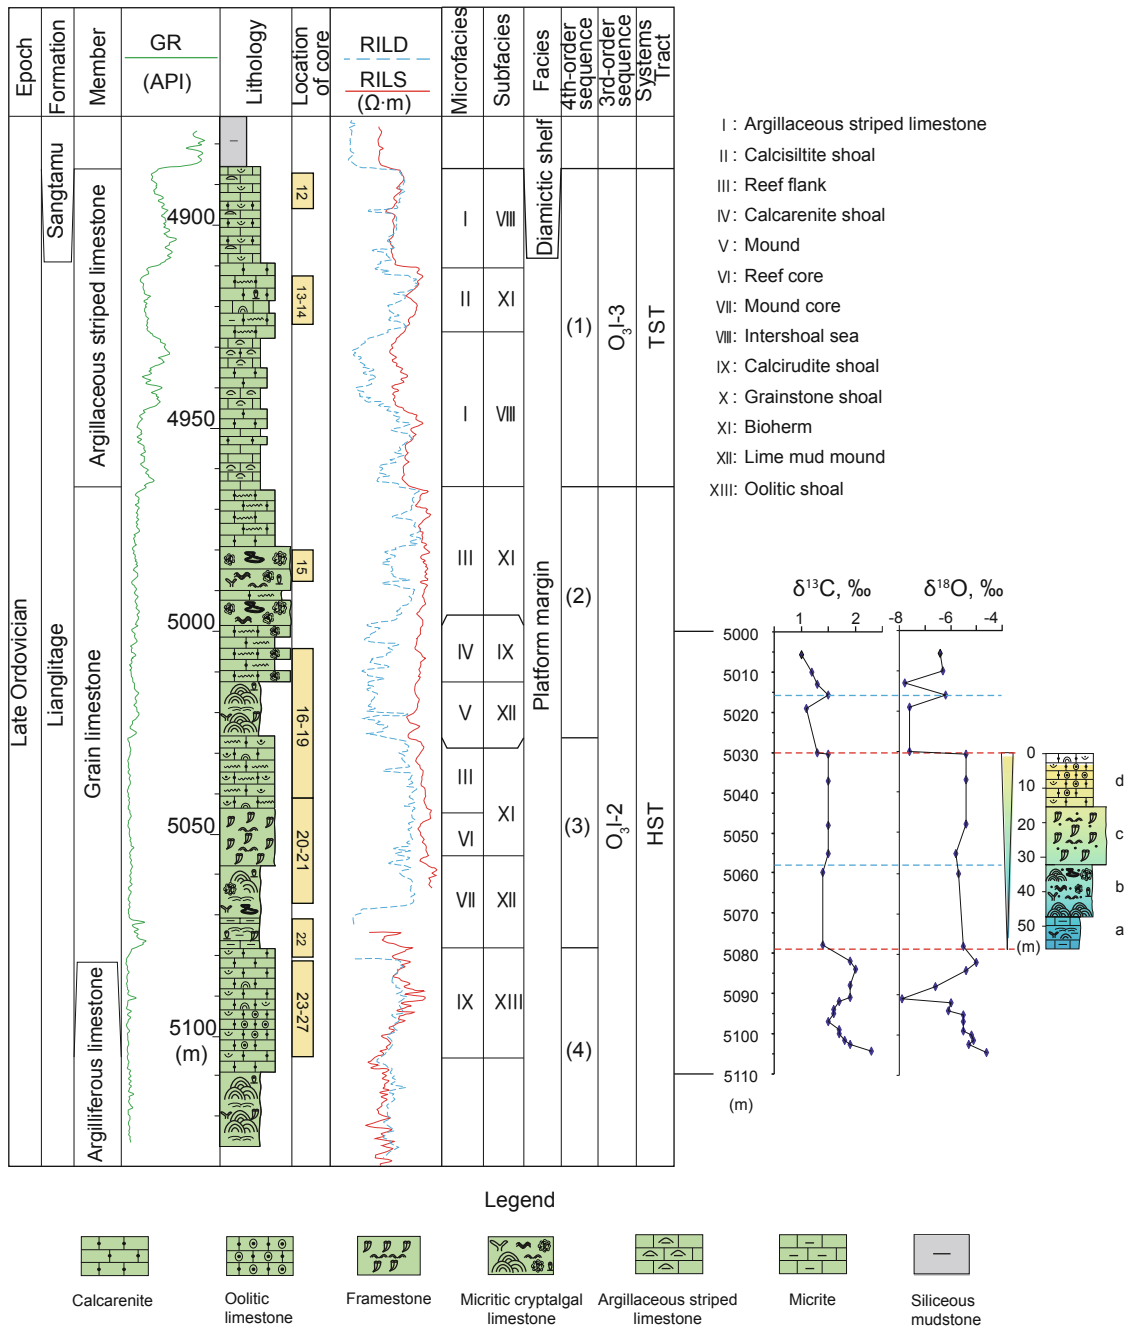 Epoch
Formation
Member
GR
(API)
Lithology
Location
of core
RILD
RILS
(Ω·m)
Microfacies
Subfacies
Facies
4th-order
sequence
3rd-order
sequence
Systems
Tract
Late Ordovician
Sangtamu
Lianglitage
Argillaceous striped limestone
Grain limestone
Argilliferous limestone
4900
4950
5000
5050
5100
(m)
12
13-14
15
16-19
20-21
22
23-27
I
II
I
III
IV
V
III
VI
VII
IX
VIII
XI
VIII
XI
IX
XII
XI
XII
XIII
Diamictic shelf
Platform margin
(1)
(2)
(3)
(4)
O3l-3
O3l-2
TST
HST
I: Argillaceous striped limestone
II: Calcisiltite shoal
III: Reef flank
IV: Calcarenite shoal
V: Mound
VI: Reef core
VII: Mound core
VIII: Intershoal sea
IX: Calcirudite shoal
X: Grainstone shoal
XI: Bioherm
XII: Lime mud mound
XIII: Oolitic shoal
δ13C, ‰
δ18O, ‰
1 2
-8 -6 -4
5000
5010
5020
5030
5040
5050
5060
5070
5080
5090
5100
5110
(m)
0
10
20
30
40
50
(m)
d
c
b
a
Legend
Calcarenite
Oolitic
limestone
Framestone
Micritic cryptalgal
limestone
Argillaceous striped
limestone
Micrite
Siliceous
mudstone